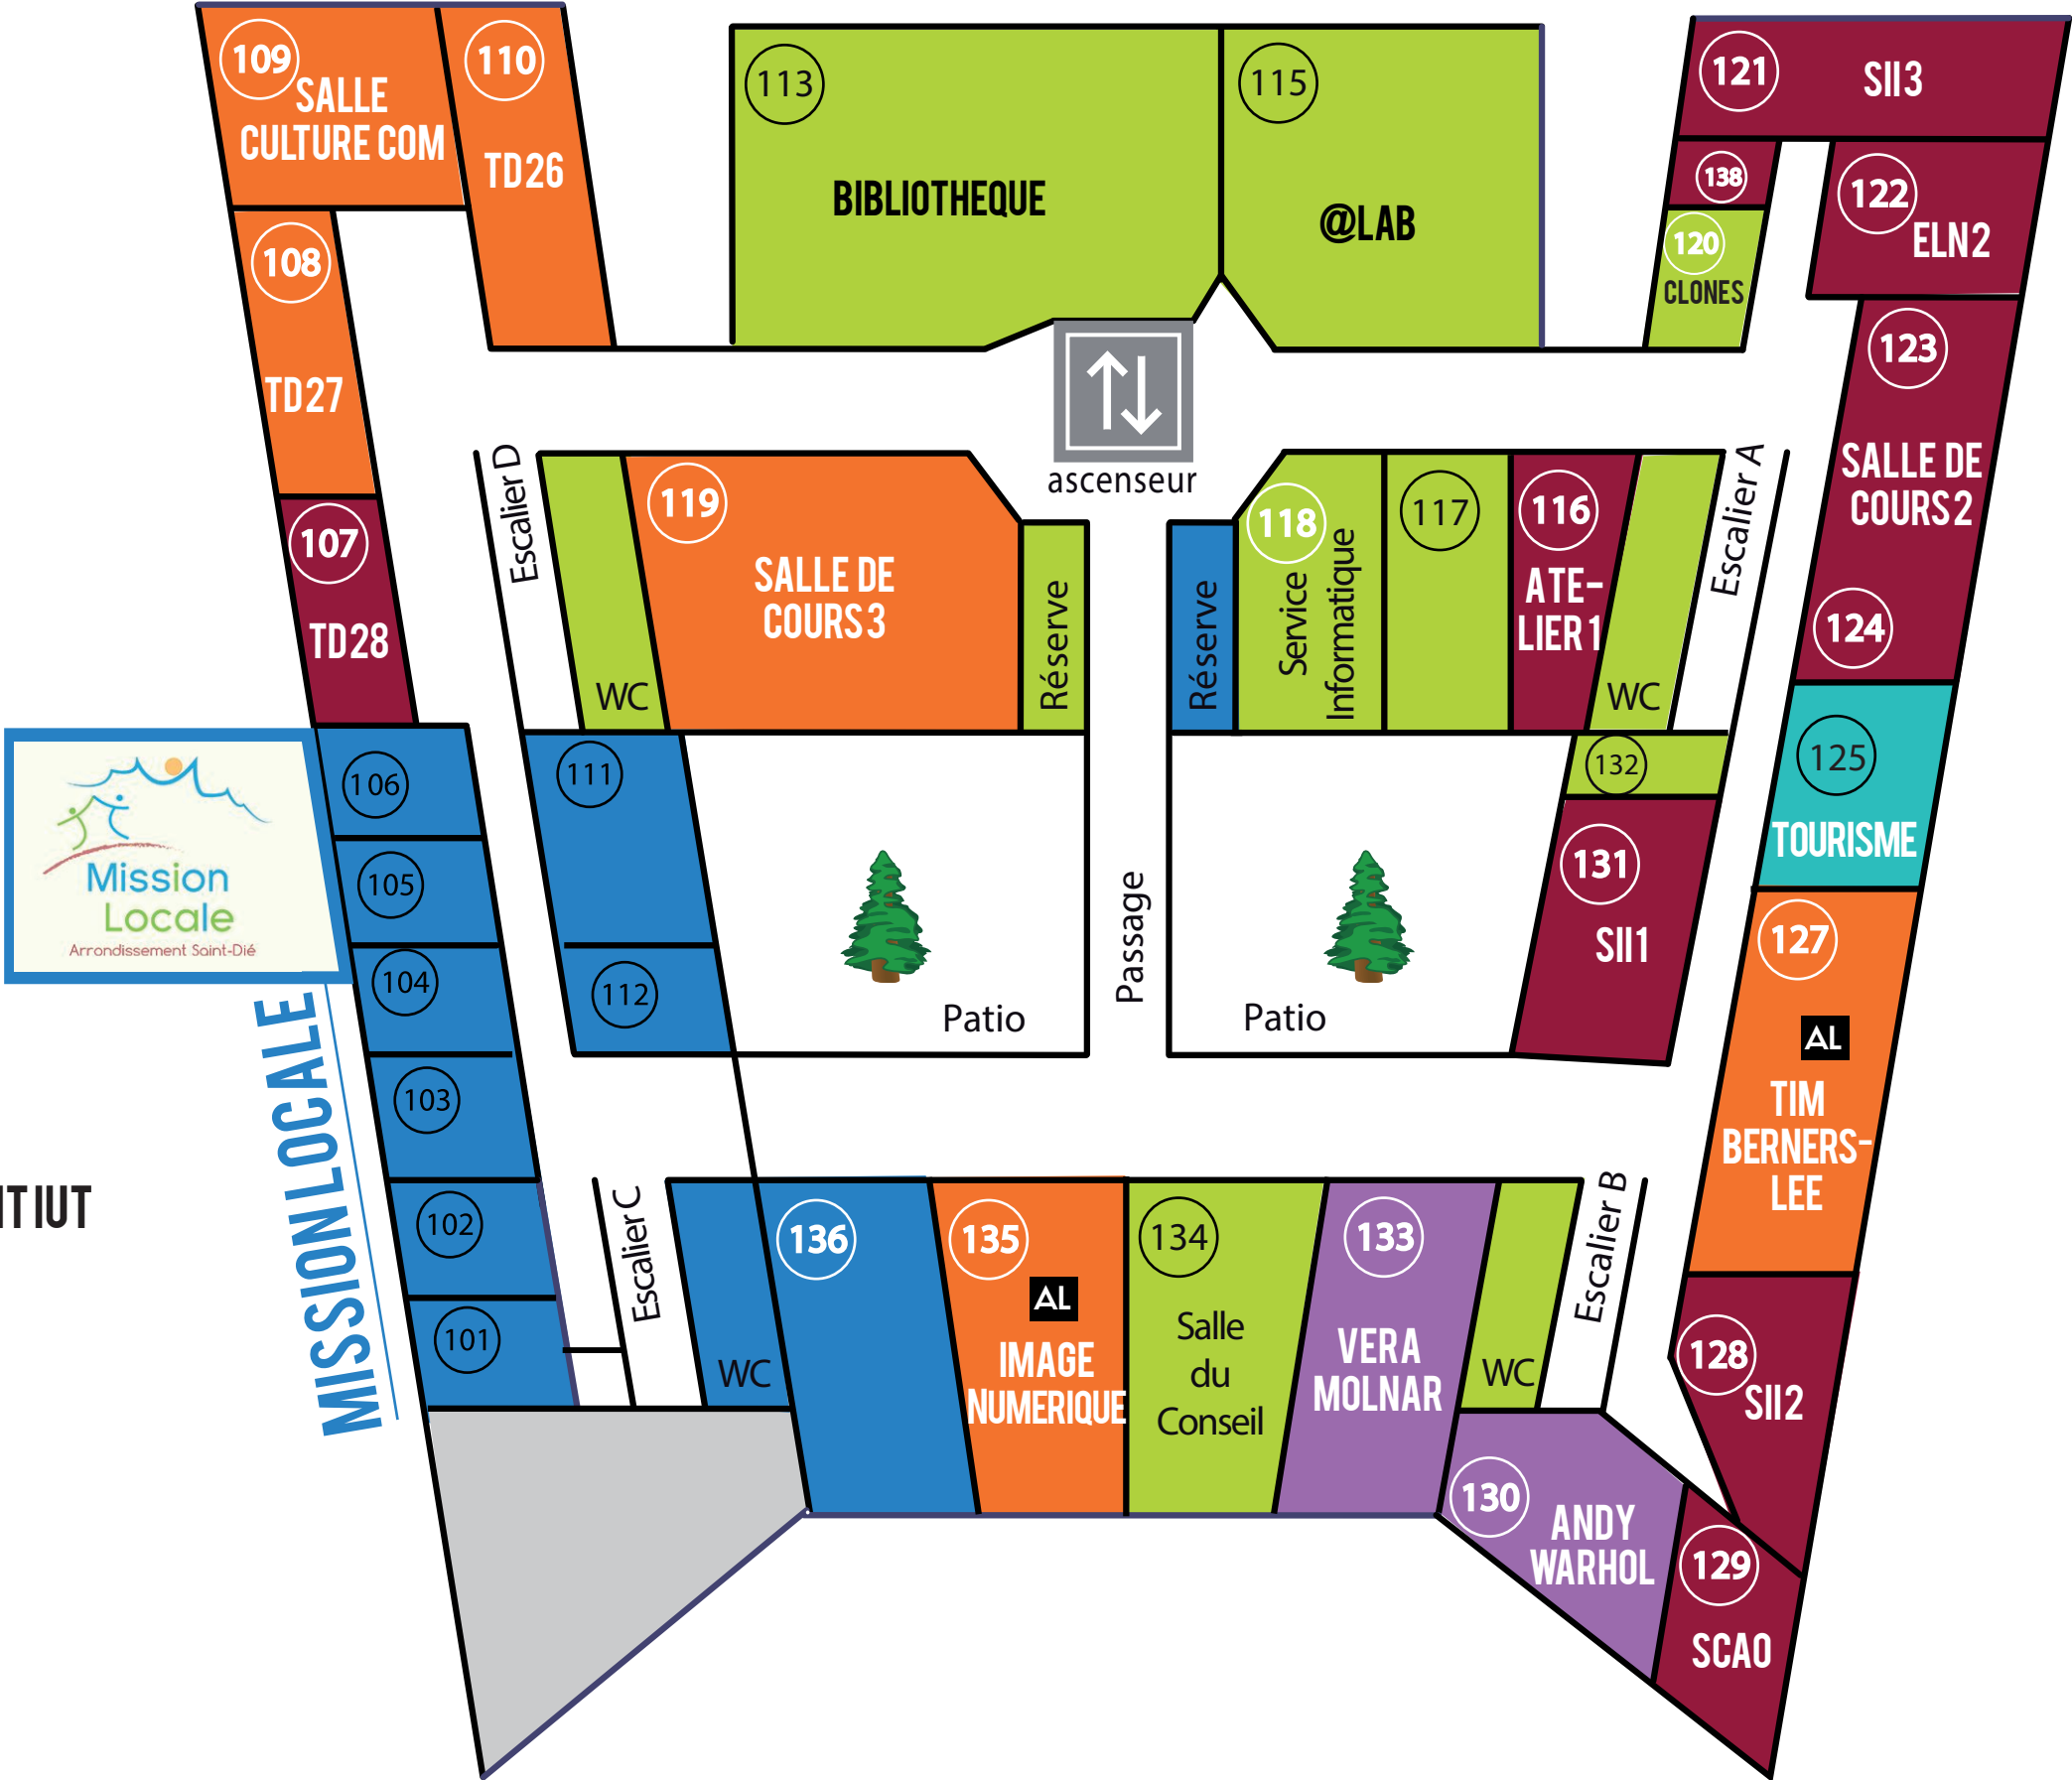 109
SALLE
CULTURE COM
110
TD26
113
BIBLIOTHEQUE
115
@LAB
121
SII3
138
120
CLONES
122
ELN2
108
TD27
123
SALLE DE
COURS 2
124
ascenseur
Escalier D
WC
119
SALLE DE
COURS 3
Réserve
Réserve
118
Service
Informatique
117
116
ATE-
LIER 1
WC
Escalier A
107
TD28
106
105
104
103
102
101
Mission
Locale
Arrondissement Saint-Dié
MISSION LOCALE
IUT
111
112
Patio
Passage
Patio
132
131
SII1
125
TOURISME
127
AL
TIM
BERNERS-
LEE
Escalier C
WC
136
135
AL
IMAGE
NUMERIQUE
134
Salle
du
Conseil
133
VERA
MOLNAR
WC
Escalier B
128
SII2
130
ANDY
WARHOL
129
SCAO